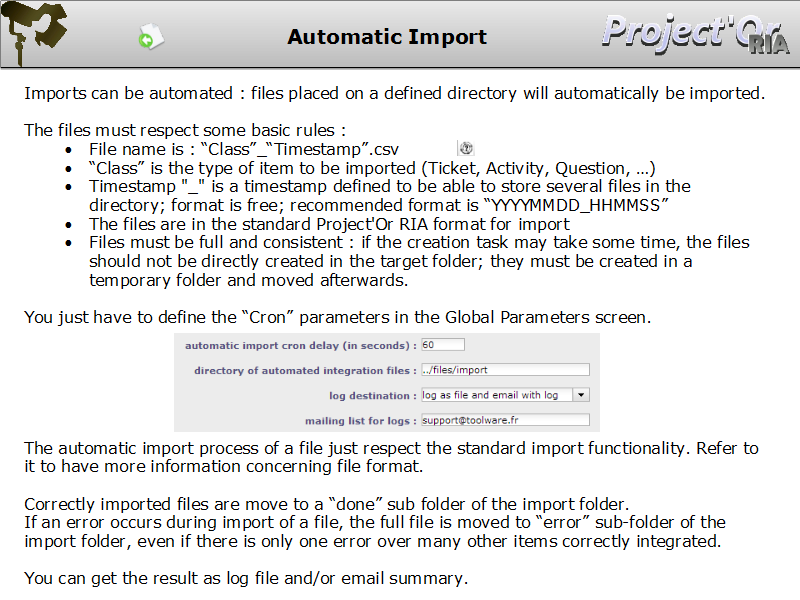 Automatic Import
Project'Or
RIA
Imports can be automated : files placed on a defined directory will automatically be imported.
The files must respect some basic rules :
• File name is : “Class”_“Timestamp”.csv
• “Class” is the type of item to be imported (Ticket, Activity, Question, …)
• Timestamp "_" is a timestamp defined to be able to store several files in the
directory; format is free; recommended format is “YYYYMMDD_HHMMSS”
• The files are in the standard Project'Or RIA format for import
• Files must be full and consistent : if the creation task may take some time, the files
should not be directly created in the target folder; they must be created in a
temporary folder and moved afterwards.
You just have to define the “Cron” parameters in the Global Parameters screen.
automatic import cron delay (in seconds) : 60
directory of automated integration files : ../files/import
log destination : log as file and email with log
mailing list for logs : support@toolware.fr
The automatic import process of a file just respect the standard import functionality. Refer to
it to have more information concerning file format.
Correctly imported files are move to a “done” sub folder of the import folder.
If an error occurs during import of a file, the full file is moved to “error” sub-folder of the
import folder, even if there is only one error over many other items correctly integrated.
You can get the result as log file and/or email summary.